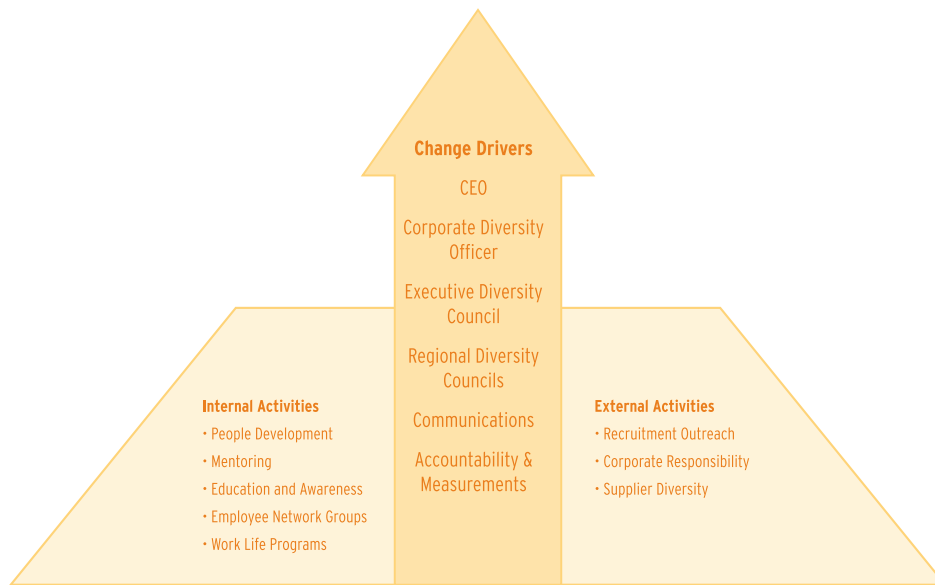 Change Drivers
CEO
Corporate Diversity
Officer
Executive Diversity
Council
Regional Diversity
Councils
Communications
Accountability &
Measurements
Internal Activities
· People Development
· Mentoring
· Education and Awareness
· Employee Network Groups
· Work Life Programs
External Activities
· Recruitment Outreach
· Corporate Responsibility
· Supplier Diversity